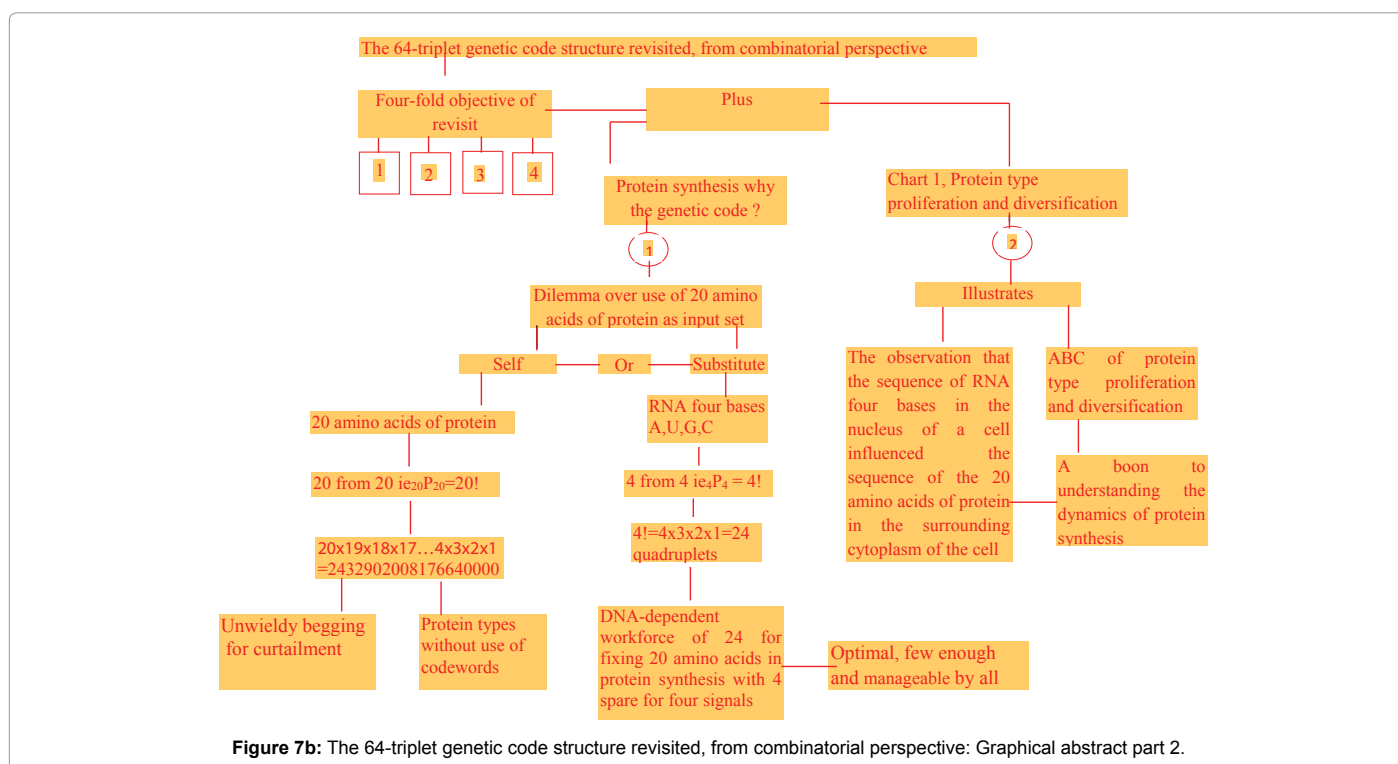 The 64-triplet genetic code structure revisited, from combinatorial perspective
Four-fold objective of
revisit
Plus
1
2
3
4
Protein synthesis why
the genetic code ?
1
Chart 1, Protein type
proliferation and diversification
2
Dilemma over use of 20 amino
acids of protein as input set
Self
Or
Substitute
Illustrates
20 amino acids of protein
20 from 20 ie₂₀P₂₀=20!
20x19x18x17…4x3x2x1
=2432902008176640000
Unwieldy begging
for curtailment
Protein types
without use of
codewords
RNA four bases
A,U,G,C
4 from 4 ie₄P₄ = 4!
4!=4x3x2x1=24
quadruplets
DNA-dependent
workforce of 24 for
fixing 20 amino acids in
protein synthesis with 4
spare for four signals
Optimal, few enough
and manageable by all
The observation that
the sequence of RNA
four bases in the
nucleus of a cell
influenced the
sequence of the 20
amino acids of protein
in the surrounding
cytoplasm of the cell
ABC of protein
type proliferation
and diversification
A boon to
understanding the
dynamics of protein
synthesis
Figure 7b: The 64-triplet genetic code structure revisited, from combinatorial perspective: Graphical abstract part 2.